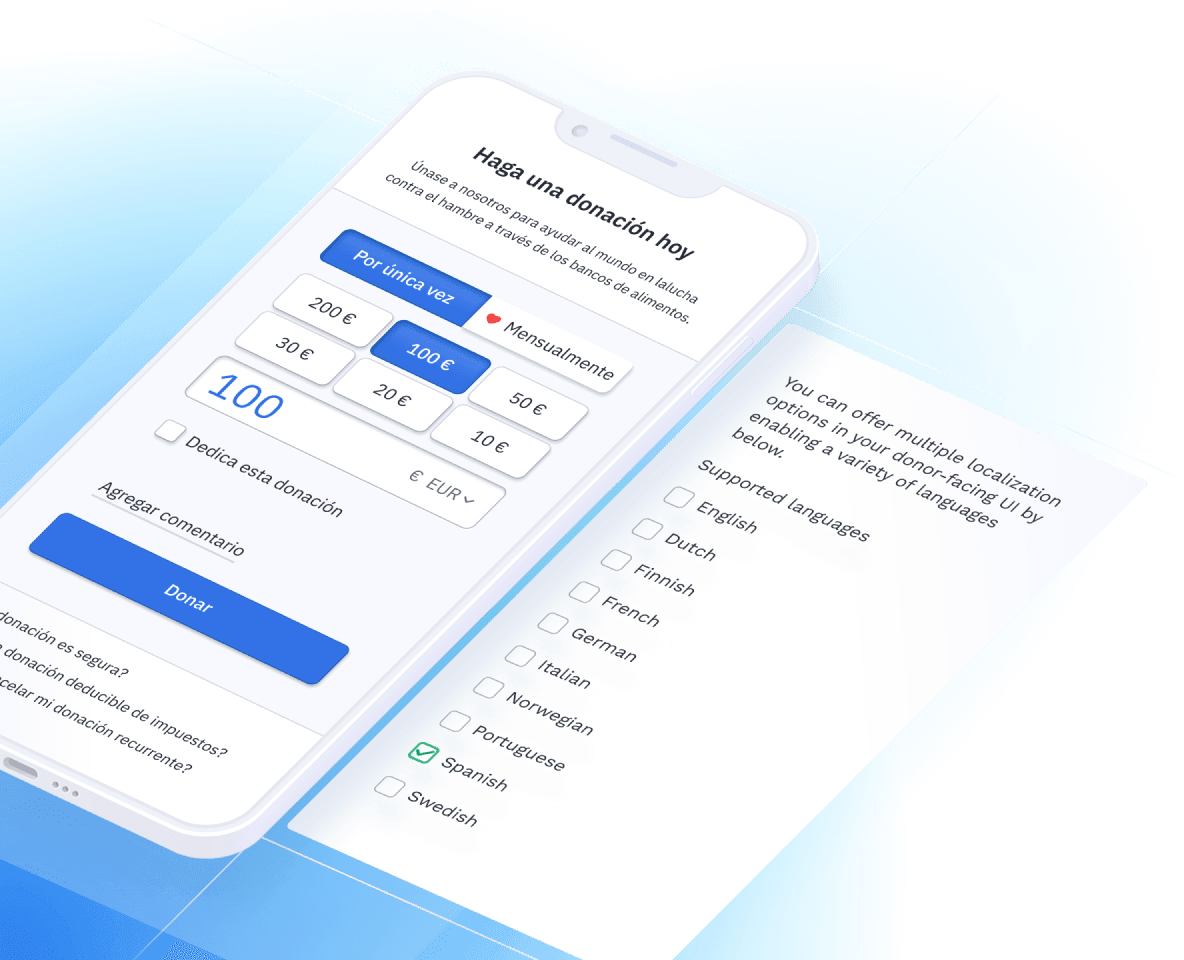 Haga una donación hoy
Únase a nosotros para ayudar al mundo en lalucha
contra el hambre a través de los bancos de alimentos.
Por única vez
Mensualmente
200 €
100 €
50 €
30 €
20 €
10 €
100
€ EUR
Dedica esta donación
Agregar comentario
Donar
donación es segura?
donación deducible de impuestos?
mi donación recurrente?
You can offer multiple localization
options in your donor-facing UI by
enabling a variety of languages
below.
Supported languages
English
Dutch
Finnish
French
German
Italian
Norwegian
Portuguese
Spanish
Swedish